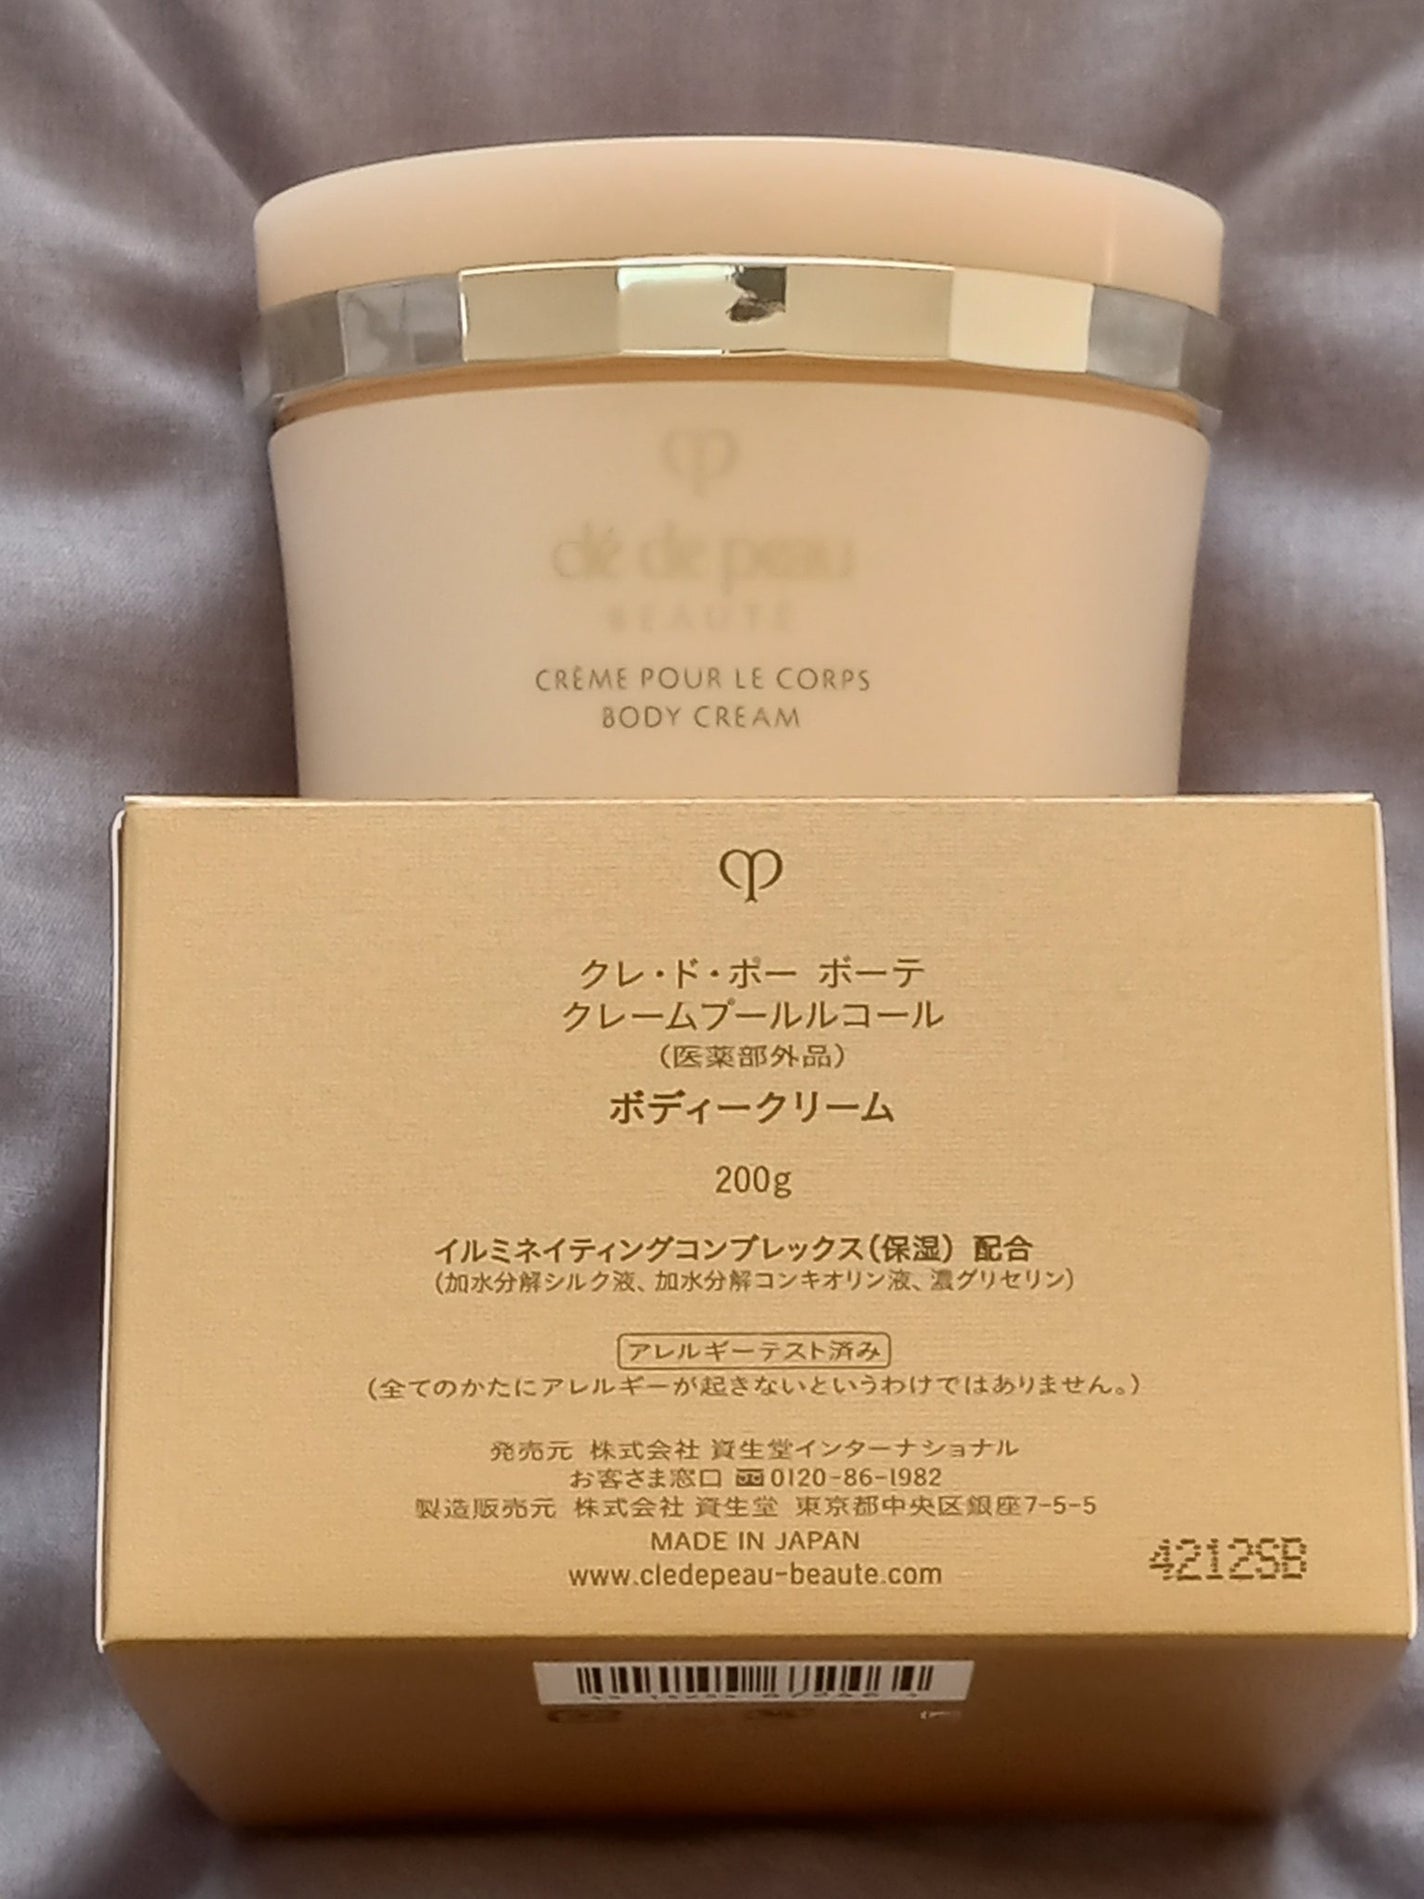 clé de peau
BEAUTÉ
CRÈME POUR LE CORPS
BODY CREAM
クレ・ド・ポー ボーテ
クレームプールルコール
（医薬部外品）
ボディークリーム
200g
イルミネイティングコンプレックス（保湿）配合
（加水分解シルク液、加水分解コンキオリン液、濃グリセリン）
アレルギーテスト済み
（全てのかたにアレルギーが起きないというわけではありません。）
発売元 株式会社 資生堂インターナショナル
お客さま窓口 0120-86-1982
製造販売元 株式会社 資生堂 東京都中央区銀座7-5-5
MADE IN JAPAN
www.cledepeau-beaute.com
4212SB